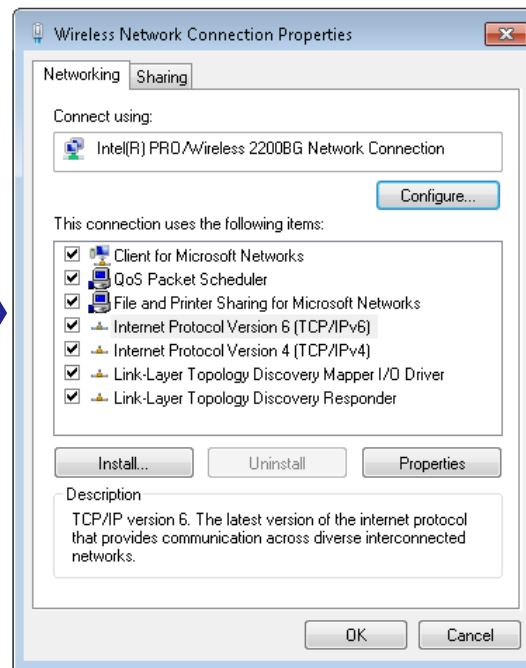 Wireless Network Connection Properties
Networking
Sharing
Connect using:
Intel(R) PRO/Wireless 2200BG Network Connection
Configure...
This connection uses the following items:
Client for Microsoft Networks
QoS Packet Scheduler
File and Printer Sharing for Microsoft Networks
Internet Protocol Version 6 (TCP/IPv6)
Internet Protocol Version 4 (TCP/IPv4)
Link-Layer Topology Discovery Mapper I/O Driver
Link-Layer Topology Discovery Responder
Install...
Uninstall
Properties
Description
TCP/IP version 6. The latest version of the internet protocol
that provides communication across diverse interconnected
networks.
OK
Cancel